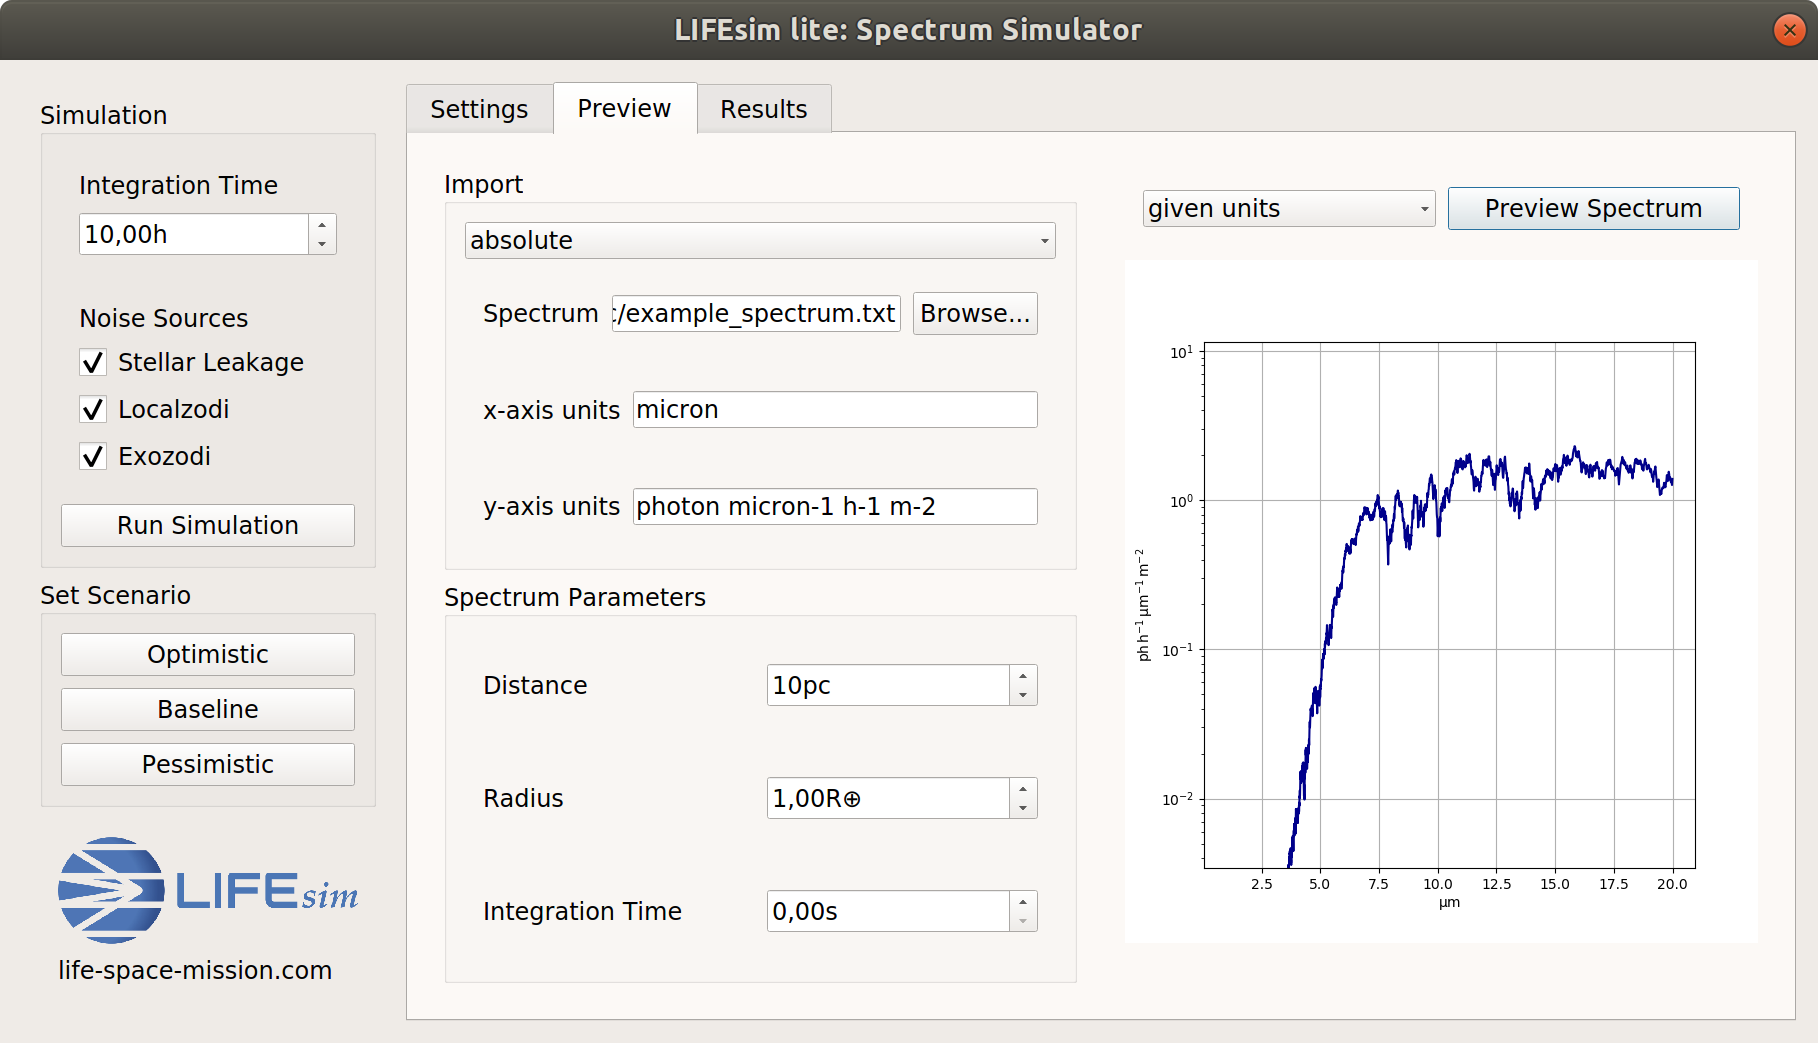 LIFEsim lite: Spectrum Simulator
Simulation
Integration Time
10,00h
Noise Sources
Stellar Leakage
Localzodi
Exozodi
Run Simulation
Set Scenario
Optimistic
Baseline
Pessimistic
LIFEsim
life-space-mission.com
Settings Preview Results
Import
absolute
Spectrum /example_spectrum.txt Browse...
x-axis units micron
y-axis units photon micron-1 h-1 m-2
Spectrum Parameters
Distance 10pc
Radius 1,00R⊕
Integration Time 0,00s
given units Preview Spectrum
10¹
10⁰
10⁻¹
10⁻²
ph h⁻¹ µm⁻¹ m⁻²
2.5 5.0 7.5 10.0 12.5 15.0 17.5 20.0
µm